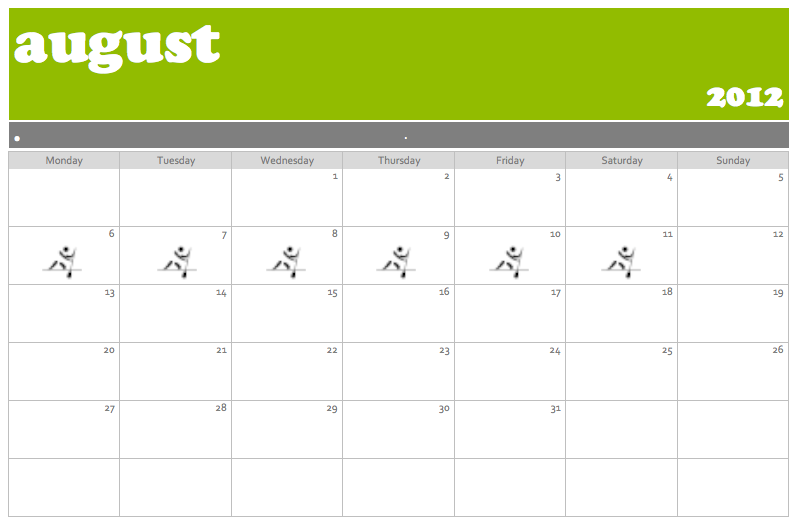 august
2012
Monday Tuesday Wednesday Thursday Friday Saturday Sunday
1 2 3 4 5
6 7 8 9 10 11 12
13 14 15 16 17 18 19
20 21 22 23 24 25 26
27 28 29 30 31